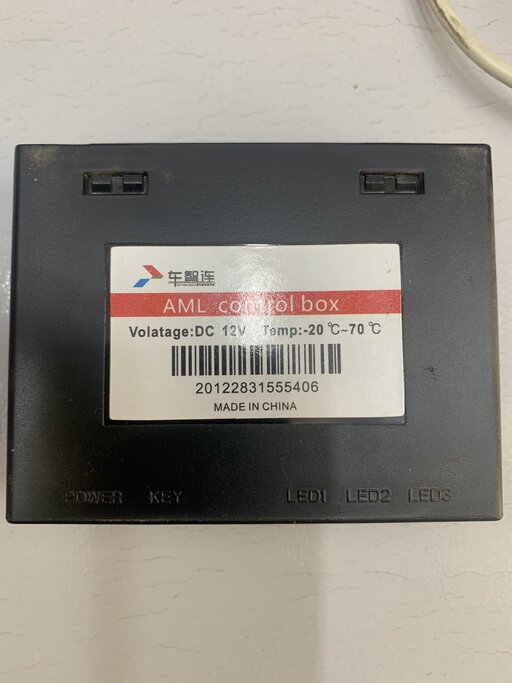 车智连
AML control box
Volatage:DC 12V Temp:-20 ℃~70 ℃
20122831555406
MADE IN CHINA
POWER KEY LED1 LED2 LED3